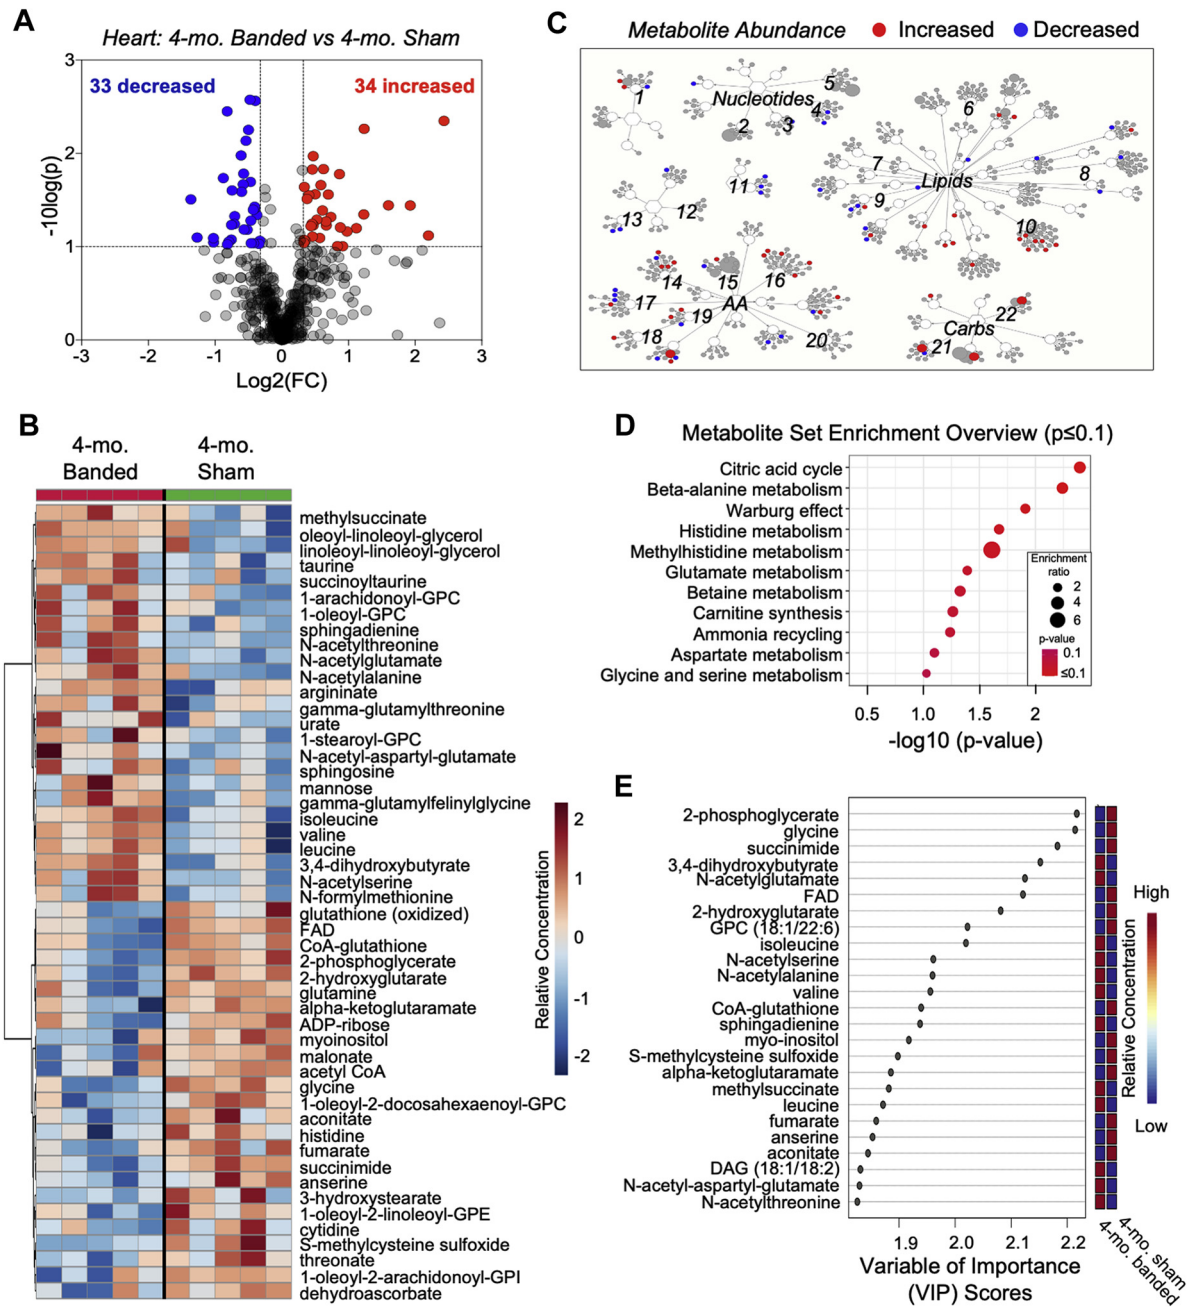 A
Heart: 4-mo. Banded vs 4-mo. Sham
33 decreased
34 increased
-10log(p)
3
2
1
0
-3
-2
-1
0
1
2
3
Log2(FC)
B
4-mo.
Banded
4-mo.
Sham
methylsuccinate
oleoyl-linoleoyl-glycerol
linoleoyl-linoleoyl-glycerol
taurine
succinoyltaurine
1-arachidonoyl-GPC
1-oleoyl-GPC
sphingadienine
N-acetylthreonine
N-acetylglutamate
N-acetylalanine
argininate
gamma-glutamylthreonine
urate
1-stearoyl-GPC
N-acetyl-aspartyl-glutamate
sphingosine
mannose
gamma-glutamylfelinylglycine
isoleucine
valine
leucine
3,4-dihydroxybutyrate
N-acetylserine
N-formylmethionine
glutathione (oxidized)
FAD
CoA-glutathione
2-phosphoglycerate
2-hydroxyglutarate
glutamine
alpha-ketoglutaramate
ADP-ribose
myoinositol
malonate
acetyl CoA
glycine
1-oleoyl-2-docosahexaenoyl-GPC
aconitate
histidine
fumarate
succinimide
anserine
3-hydroxystearate
1-oleoyl-2-linoleoyl-GPE
cytidine
S-methylcysteine sulfoxide
threonate
1-oleoyl-2-arachidonoyl-GPI
dehydroascorbate
Relative Concentration
2
1
0
-1
-2
C
Metabolite Abundance
Increased
Decreased
1
Nucleotides
2
3
4
5
6
7
Lipids
8
9
10
11
12
13
14
15
16
17
AA
18
19
20
Carbs
21
22
D
Metabolite Set Enrichment Overview (p≤0.1)
Citric acid cycle
Beta-alanine metabolism
Warburg effect
Histidine metabolism
Methylhistidine metabolism
Glutamate metabolism
Betaine metabolism
Carnitine synthesis
Ammonia recycling
Aspartate metabolism
Glycine and serine metabolism
Enrichment
ratio
2
4
6
p-value
0.1
≤0.1
0.5
1.0
1.5
2
-log10 (p-value)
E
2-phosphoglycerate
glycine
succinimide
3,4-dihydroxybutyrate
N-acetylglutamate
FAD
2-hydroxyglutarate
GPC (18:1/22:6)
isoleucine
N-acetylserine
N-acetylalanine
valine
CoA-glutathione
sphingadienine
myo-inositol
S-methylcysteine sulfoxide
alpha-ketoglutaramate
methylsuccinate
leucine
fumarate
anserine
aconitate
DAG (18:1/18:2)
N-acetyl-aspartyl-glutamate
N-acetylthreonine
1.9
2.0
2.1
2.2
Variable of Importance
(VIP) Scores
4-mo. sham
4-mo. banded
High
Relative Concentration
Low